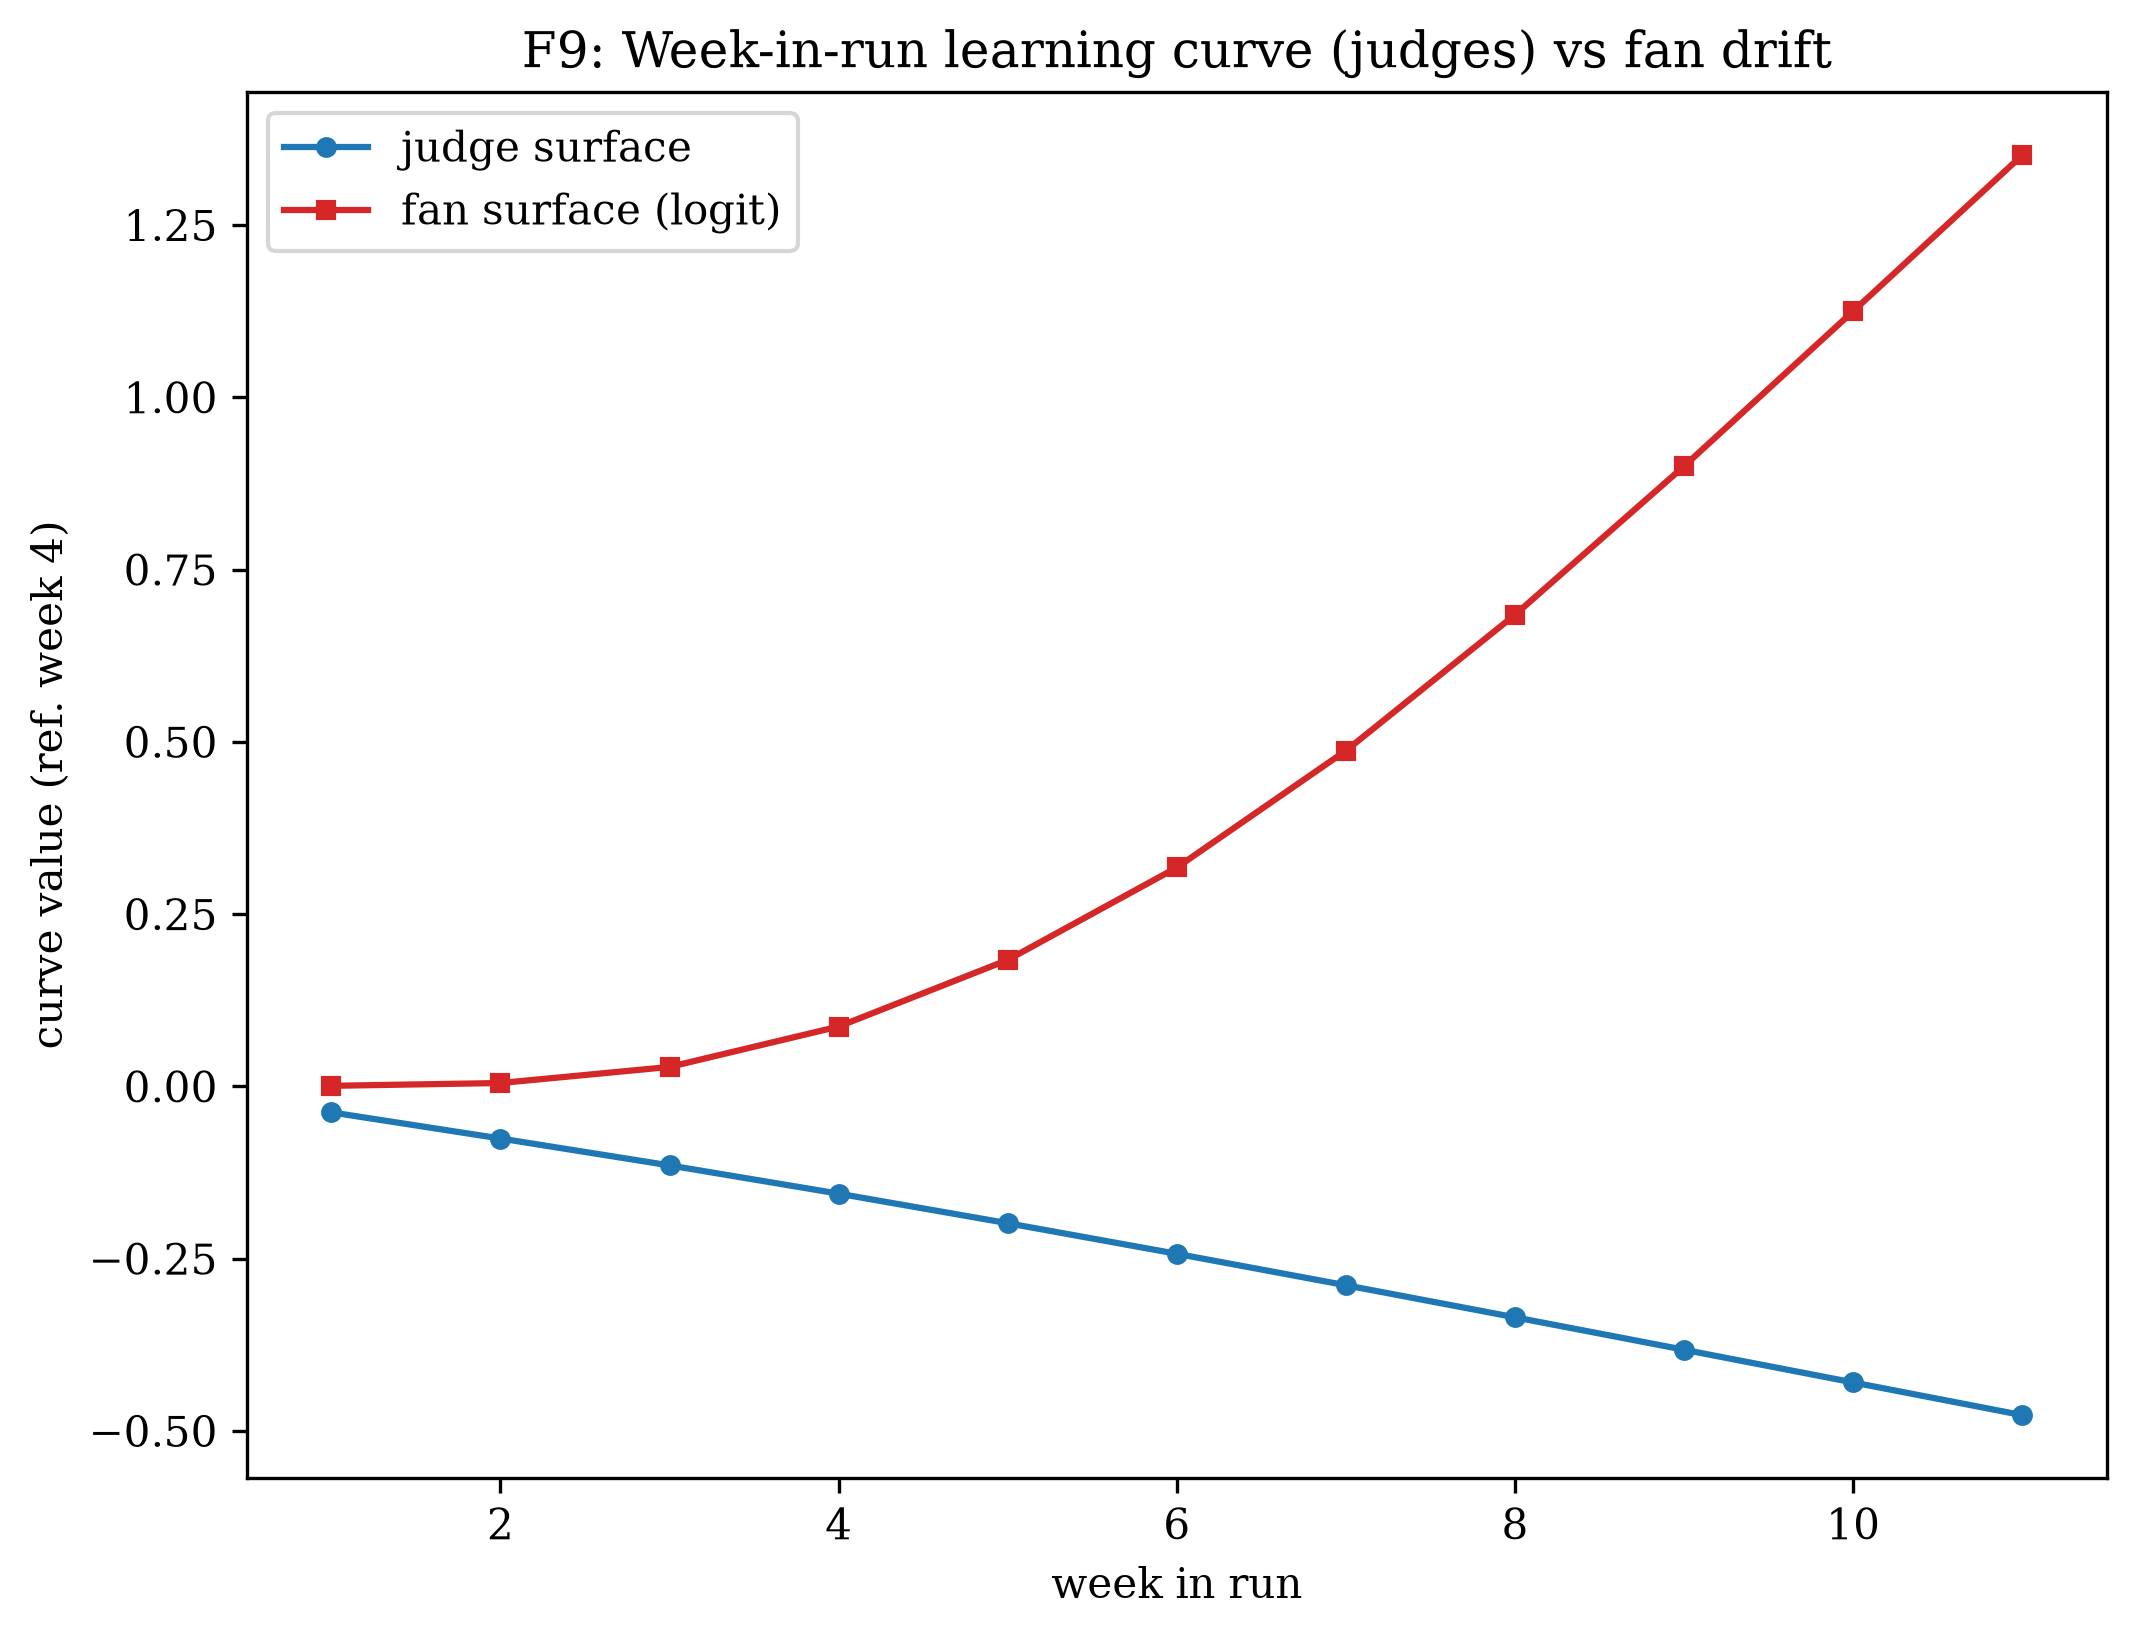 F9: Week-in-run learning curve (judges) vs fan drift
judge surface
fan surface (logit)
curve value (ref. week 4)
1.25
1.00
0.75
0.50
0.25
0.00
−0.25
−0.50
2 4 6 8 10
week in run